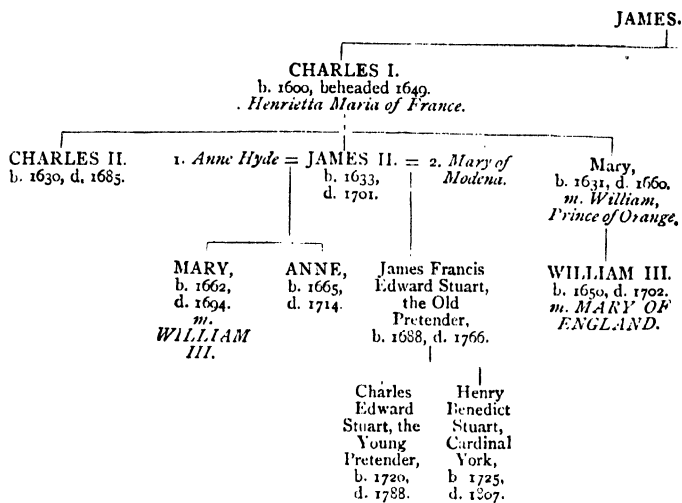 JAMES.
CHARLES I.
b. 1600, beheaded 1649.
. Henrietta Maria of France.
CHARLES II.
b. 1630, d. 1685.
1. Anne Hyde = JAMES II. = 2. Mary of
b. 1633,
d. 1701.
Modena.
Mary,
b. 1631, d. 1660.
m. William,
Prince of Orange.
MARY,
b. 1662,
d. 1694.
m.
WILLIAM
III.
ANNE,
b. 1665,
d. 1714.
James Francis
Edward Stuart,
the Old
Pretender,
b. 1688, d. 1766.
WILLIAM III.
b. 1650, d. 1702.
m. MARY OF
ENGLAND.
Charles
Edward
Stuart, the
Young
Pretender,
b. 1720,
d. 1788.
Henry
Benedict
Stuart,
Cardinal
York,
b 1725,
d. 1807.